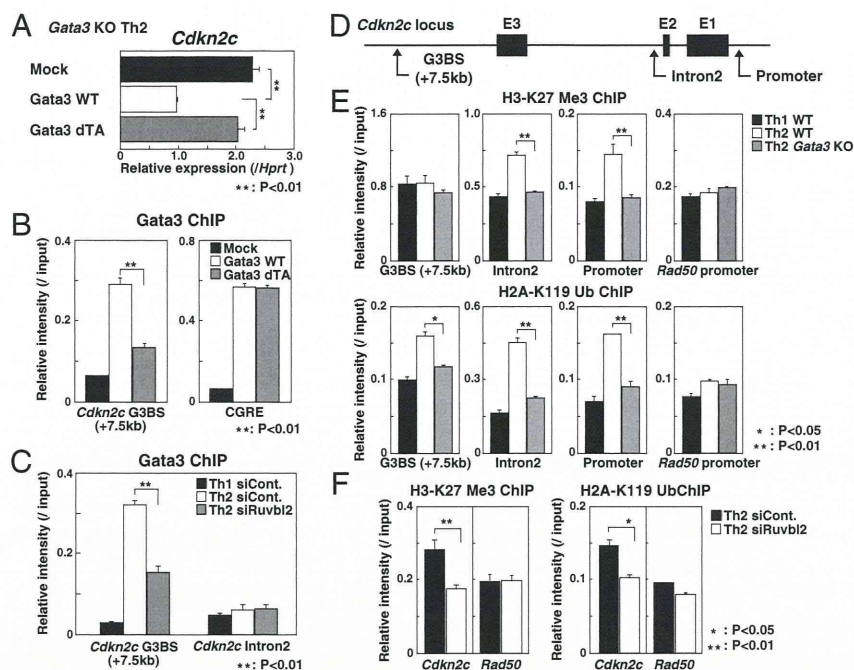 A
Gata3 KO Th2
Cdkn2c
Mock
Gata3 WT
Gata3 dTA
**
**
0 1.0 2.0 3.0
Relative expression (/Hprt )
**: P<0.01
B
Gata3 ChIP
Relative intensity (/ input)
0.4
0.2
0
0.8
0.6
0
Mock
Gata3 WT
Gata3 dTA
**
Cdkn2c G3BS
(+7.5kb)
CGRE
**: P<0.01
C
Gata3 ChIP
Relative intensity (/ input)
0.4
0.2
0
Th1 siCont.
Th2 siCont.
Th2 siRuvbl2
**
Cdkn2c G3BS
(+7.5kb)
Cdkn2c Intron2
**: P<0.01
D
Cdkn2c locus
E3
E2 E1
G3BS
(+7.5kb)
Intron2
Promoter
E
H3-K27 Me3 ChIP
Th1 WT
Th2 WT
Th2 Gata3 KO
Relative intensity (/ input)
1.6
0.8
0
1.0
0.5
0
0.2
0.1
0
0.4
0.2
0
**
**
G3BS (+7.5kb)
Intron2
Promoter
Rad50 promoter
H2A-K119 Ub ChIP
Relative intensity (/ input)
0.2
0.1
0
0.6
0.3
0
0.2
0.1
0
0.2
0.1
0
*
**
**
G3BS (+7.5kb)
Intron2
Promoter
Rad50 promoter
* : P<0.05
**: P<0.01
F
H3-K27 Me3 ChIP
H2A-K119 UbChIP
Th2 siCont.
Th2 siRuvbl2
Relative intensity (/ input)
0.4
0.2
0
**
Cdkn2c Rad50
Relative intensity (/ input)
0.2
0.1
0
*
Cdkn2c Rad50
* : P<0.05
**: P<0.01